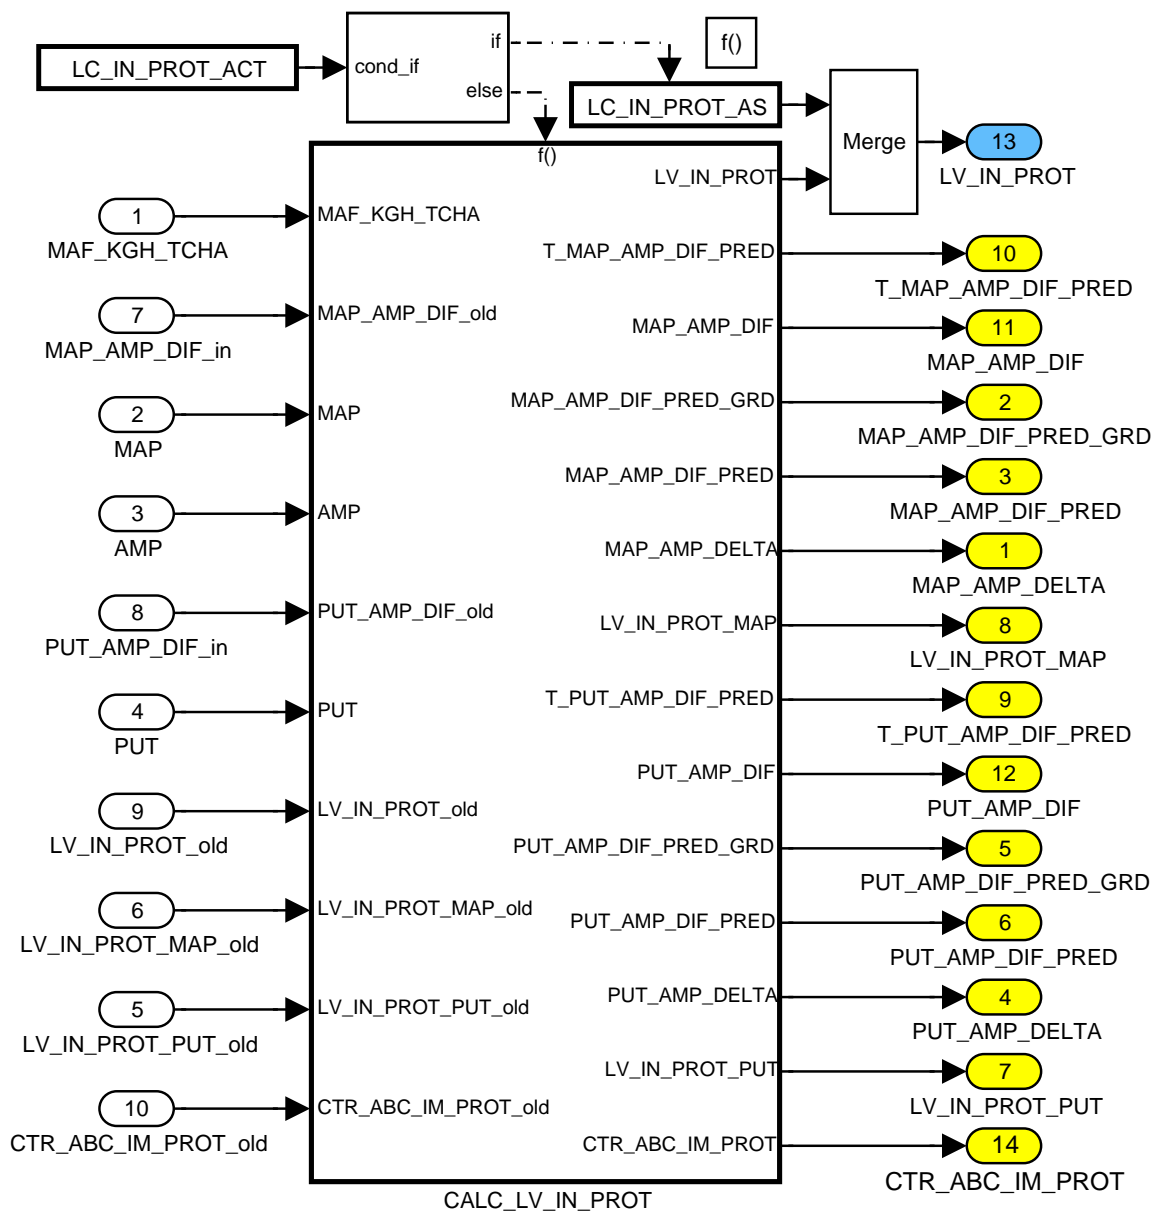 LC_IN_PROT_ACT
cond_if
if
else
f()
LC_IN_PROT_AS
Merge
13
LV_IN_PROT
f()
LV_IN_PROT
1
MAF_KGH_TCHA
MAF_KGH_TCHA
T_MAP_AMP_DIF_PRED
10
T_MAP_AMP_DIF_PRED
7
MAP_AMP_DIF_in
MAP_AMP_DIF_old
MAP_AMP_DIF
11
MAP_AMP_DIF
2
MAP
MAP
MAP_AMP_DIF_PRED_GRD
2
MAP_AMP_DIF_PRED_GRD
MAP_AMP_DIF_PRED
3
MAP_AMP_DIF_PRED
3
AMP
AMP
MAP_AMP_DELTA
1
MAP_AMP_DELTA
8
PUT_AMP_DIF_in
PUT_AMP_DIF_old
LV_IN_PROT_MAP
8
LV_IN_PROT_MAP
4
PUT
PUT
T_PUT_AMP_DIF_PRED
9
T_PUT_AMP_DIF_PRED
PUT_AMP_DIF
12
PUT_AMP_DIF
9
LV_IN_PROT_old
LV_IN_PROT_old
PUT_AMP_DIF_PRED_GRD
5
PUT_AMP_DIF_PRED_GRD
6
LV_IN_PROT_MAP_old
LV_IN_PROT_MAP_old
PUT_AMP_DIF_PRED
6
PUT_AMP_DIF_PRED
5
LV_IN_PROT_PUT_old
LV_IN_PROT_PUT_old
PUT_AMP_DELTA
4
PUT_AMP_DELTA
LV_IN_PROT_PUT
7
LV_IN_PROT_PUT
10
CTR_ABC_IM_PROT_old
CTR_ABC_IM_PROT_old
CTR_ABC_IM_PROT
14
CTR_ABC_IM_PROT
CALC_LV_IN_PROT